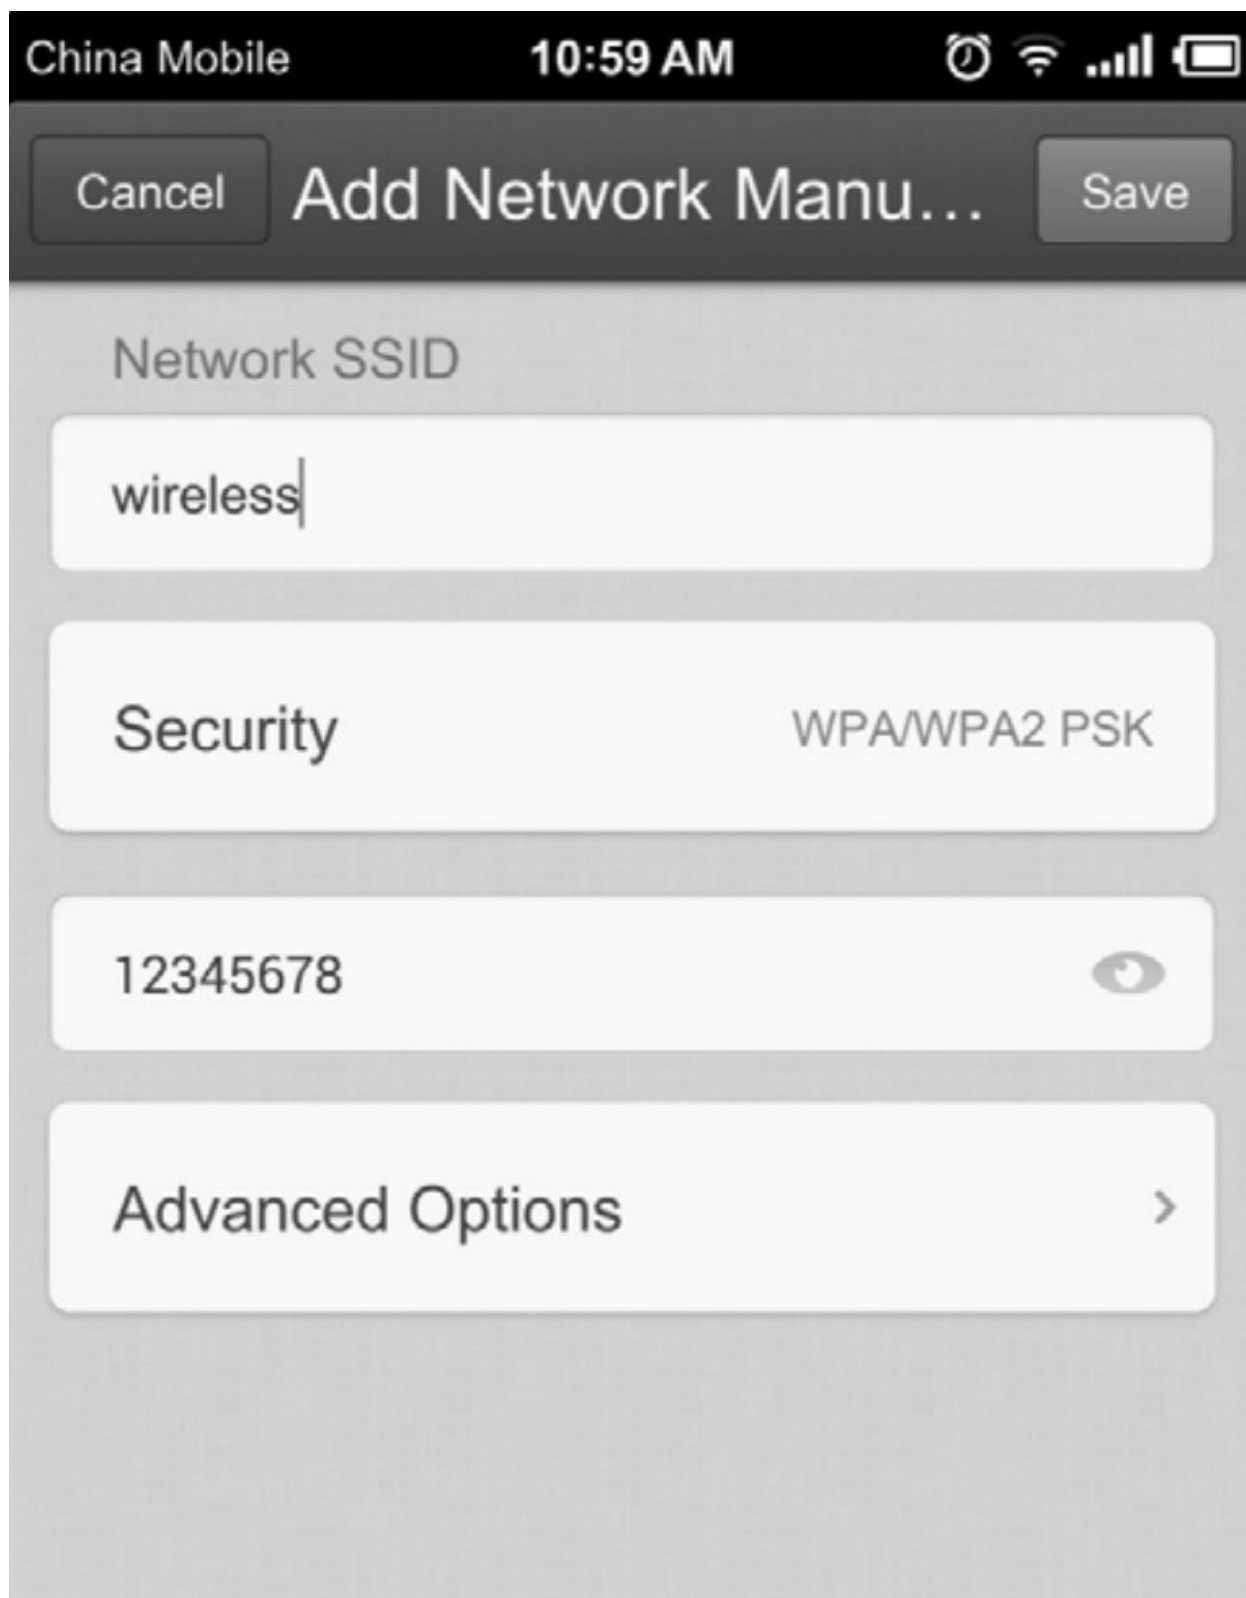 China Mobile 10:59 AM
Cancel Add Network Manu... Save
Network SSID
wireless
Security WPA/WPA2 PSK
12345678
Advanced Options